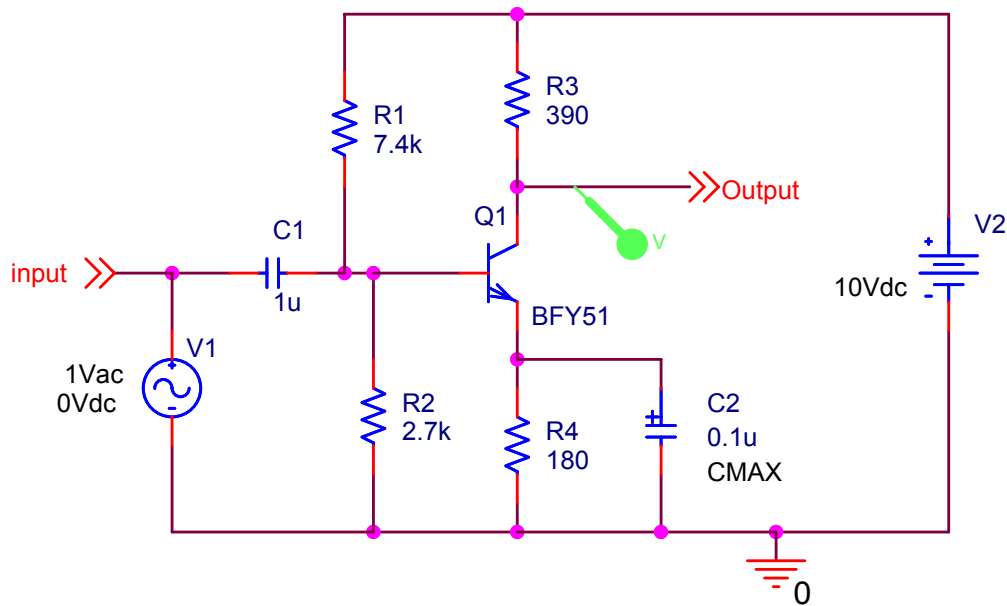 R3
390
R1
7.4k
Output
Q1
V
V2
C1
input
10Vdc
1u
BFY51
V1
1Vac
0Vdc
R2
2.7k
R4
180
C2
0.1u
CMAX
0